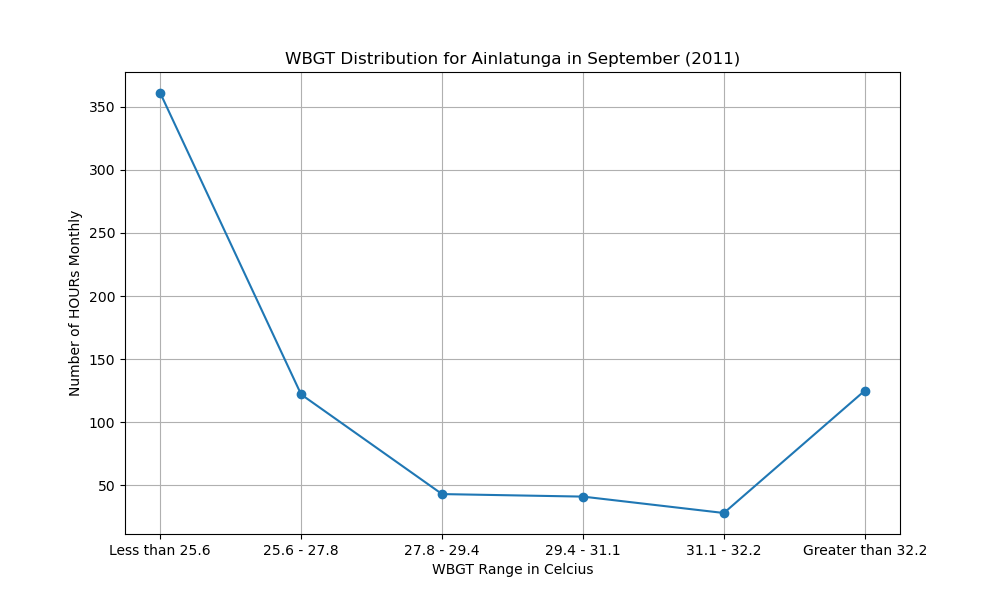 WBGT Distribution for Ainlatunga in September (2011)
Number of HOURs Monthly
350
300
250
200
150
100
50
Less than 25.6
25.6 - 27.8
27.8 - 29.4
29.4 - 31.1
31.1 - 32.2
Greater than 32.2
WBGT Range in Celcius